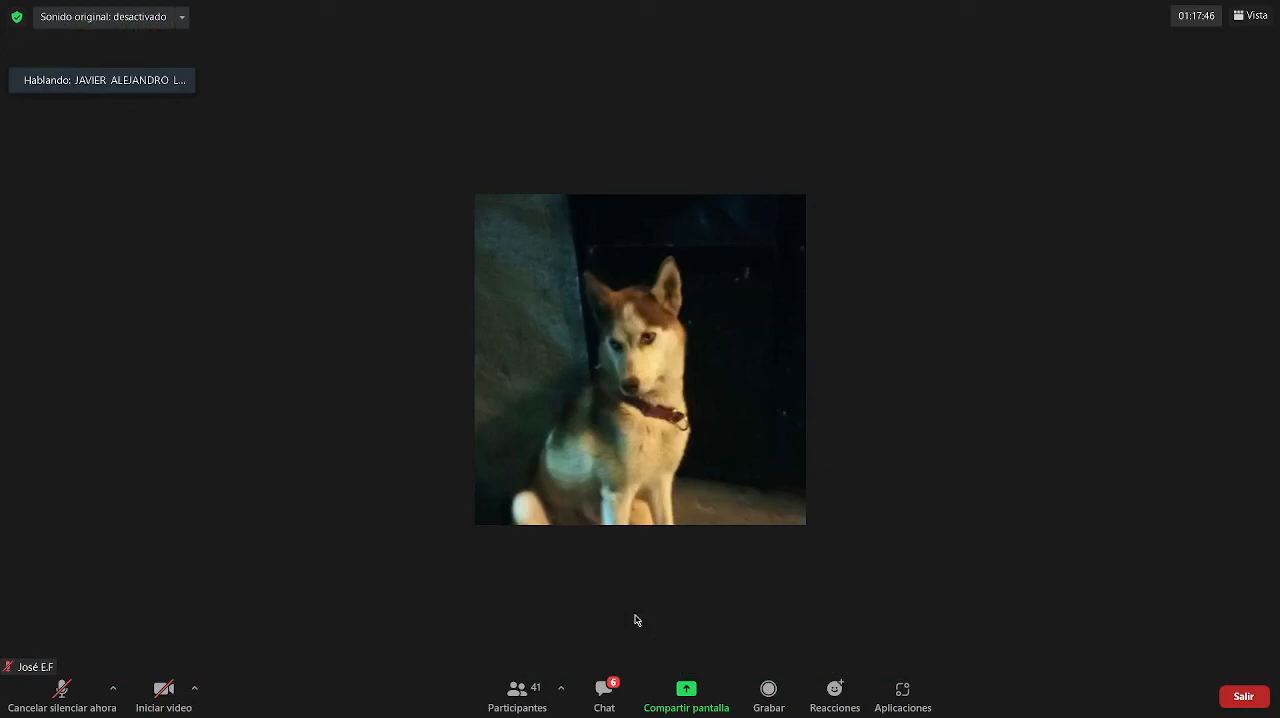 Sonido original: desactivado
01:17:46
Vista
Hablando: JAVIER ALEJANDRO L...
José E.F
Cancelar silenciar ahora
Iniciar video
41
Participantes
6
Chat
Compartir pantalla
Grabar
Reacciones
Aplicaciones
Salir